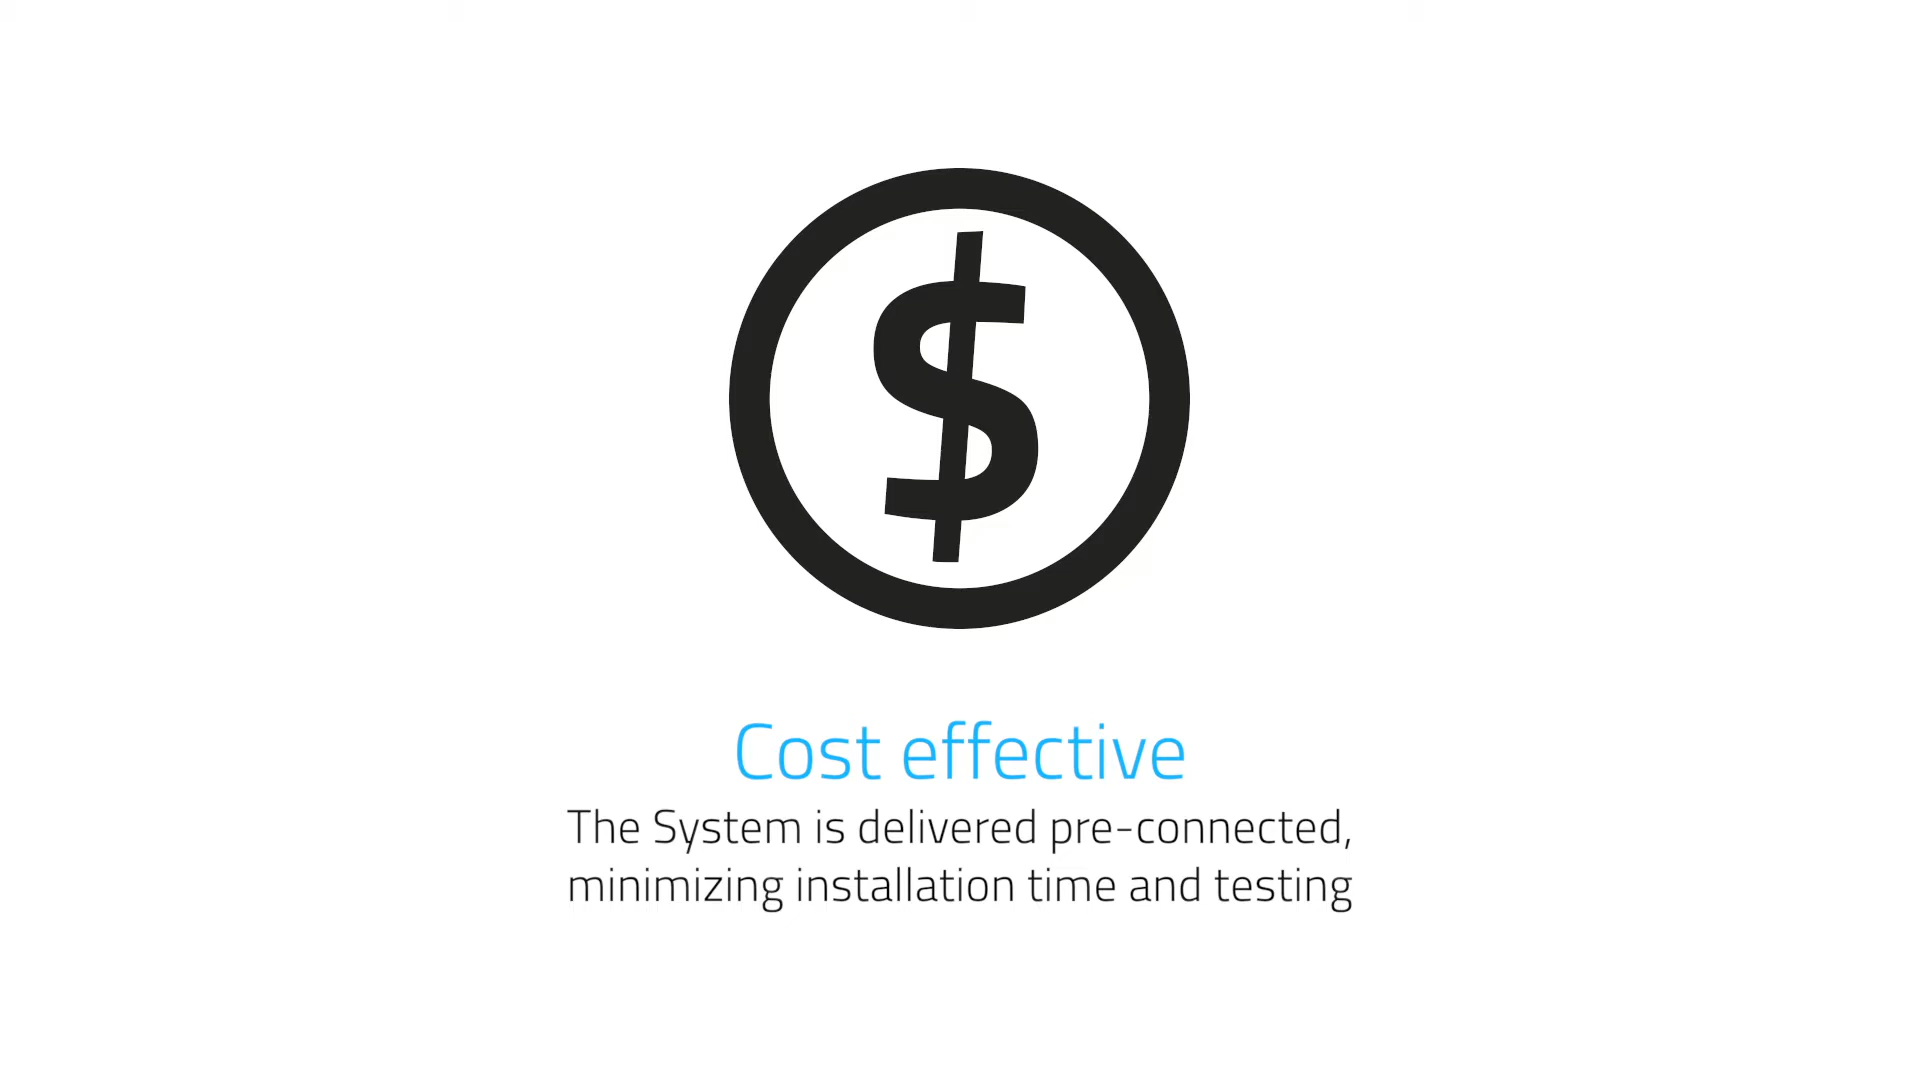 $
Cost effective
The System is delivered pre-connected,
minimizing installation time and testing